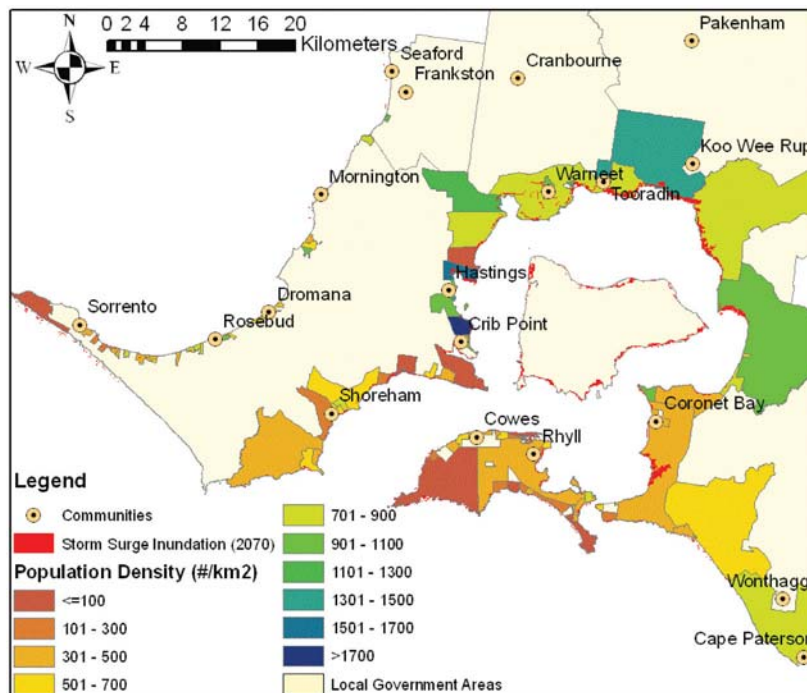 N
W E
S
0 2 4 8 12 16 20
Kilometers
Pakenham
Seaford
Frankston
Cranbourne
Koo Wee Rup
Warneet
Tooradin
Mornington
Hastings
Dromana
Sorrento
Rosebud
Crib Point
Shoreham
Coronet Bay
Cowes
Rhyll
Wonthagg
Cape Paterson
Legend
Communities
Storm Surge Inundation (2070)
Population Density (#/km2)
<=100
101 - 300
301 - 500
501 - 700
701 - 900
901 - 1100
1101 - 1300
1301 - 1500
1501 - 1700
>1700
Local Government Areas